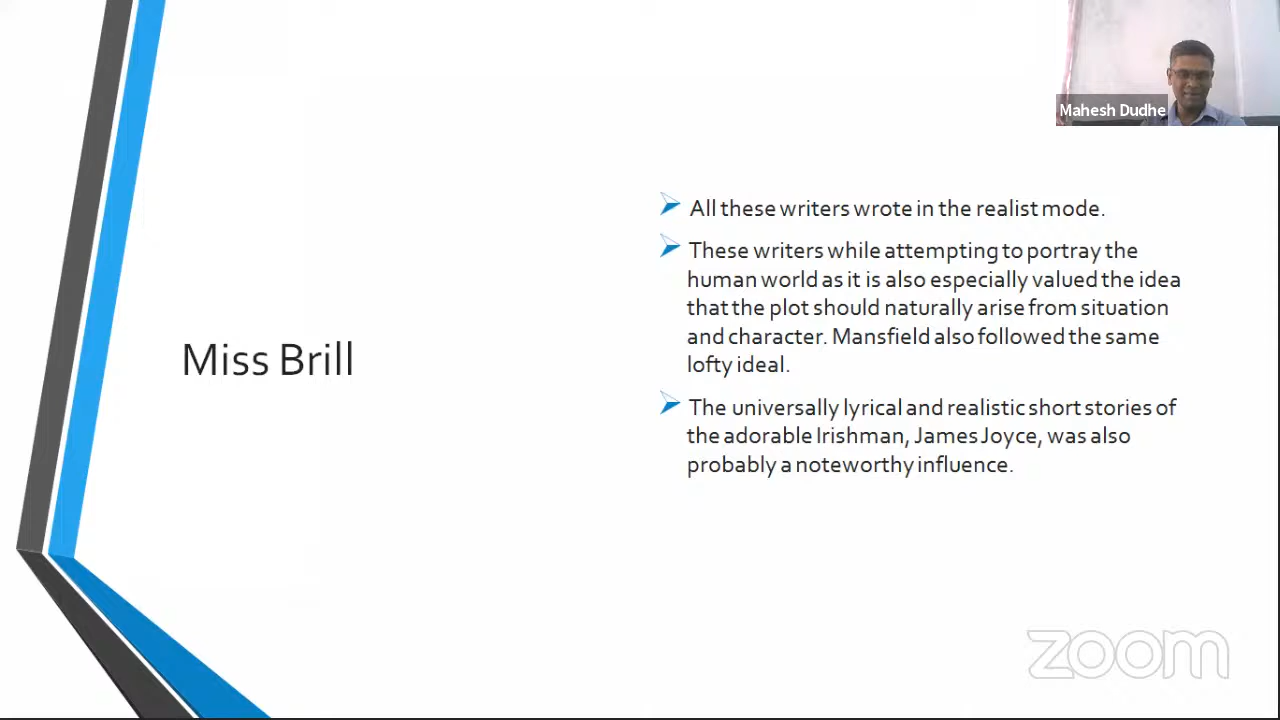 Mahesh Dudhe
All these writers wrote in the realist mode.
These writers while attempting to portray the
human world as it is also especially valued the idea
that the plot should naturally arise from situation
and character. Mansfield also followed the same
lofty ideal.
Miss Brill
The universally lyrical and realistic short stories of
the adorable Irishman, James Joyce, was also
probably a noteworthy influence.
zoom